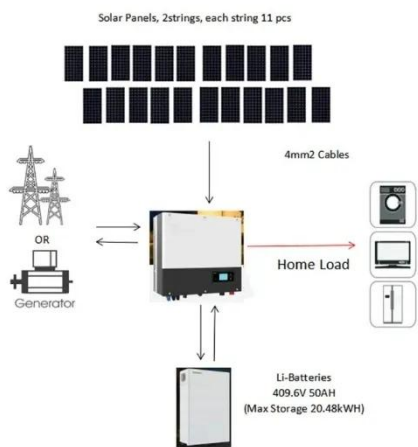 Solar Panels, 2strings, each string 11 pcs
4mm2 Cables
OR
Generator
Home Load
Li-Batteries
409.6V 50AH
(Max Storage 20.48kWH)